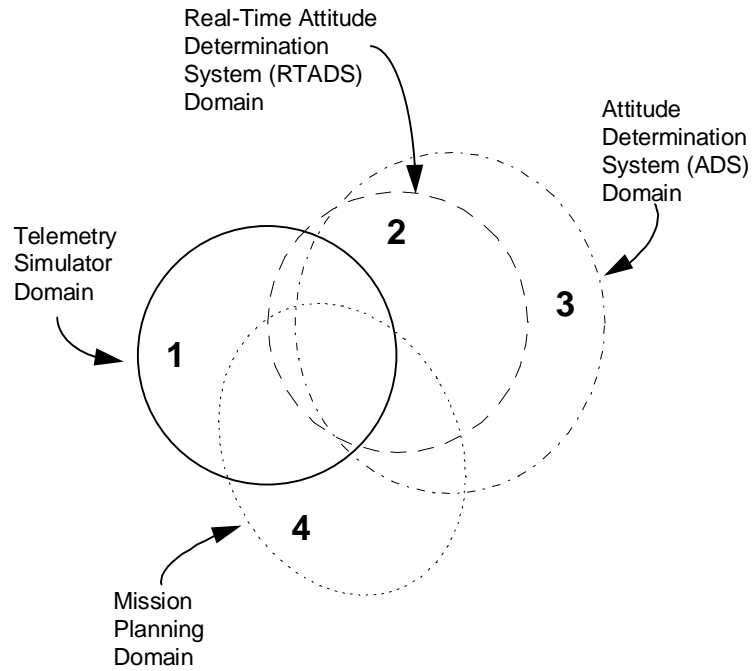 Real-Time Attitude
Determination
System (RTADS)
Domain
Attitude
Determination
System (ADS)
Domain
Telemetry
Simulator
Domain
2
3
1
4
Mission
Planning
Domain